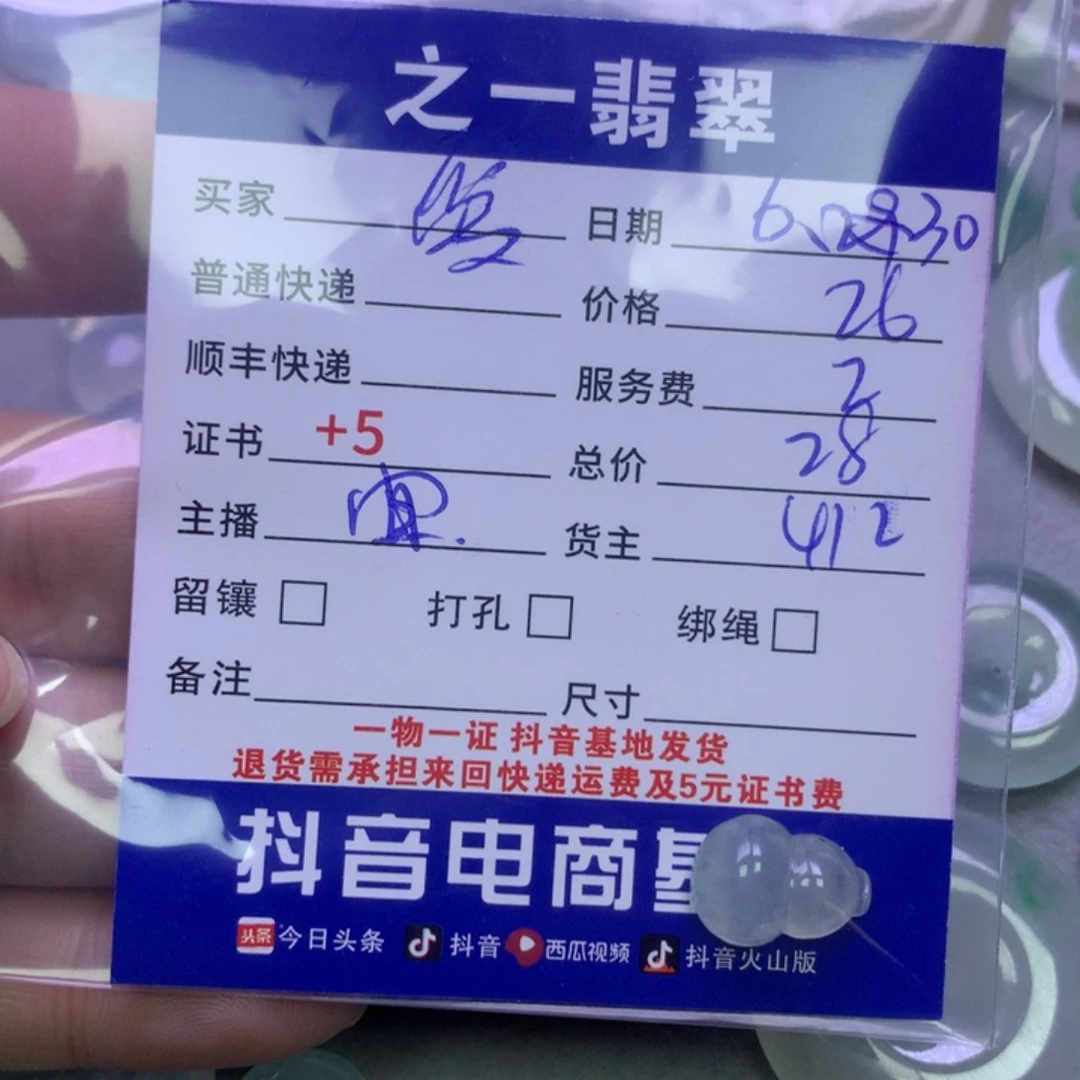 之一翡翠
买家 日期
普通快递 价格 26
顺丰快递 服务费 2
证书 +5 总价 28
主播 货主 412
留镶 打孔 绑绳
备注 尺寸
一物一证 抖音基地发货
退货需承担来回快递运费及5元证书费
抖音电商基
头条 今日头条 抖音 西瓜视频 抖音火山版